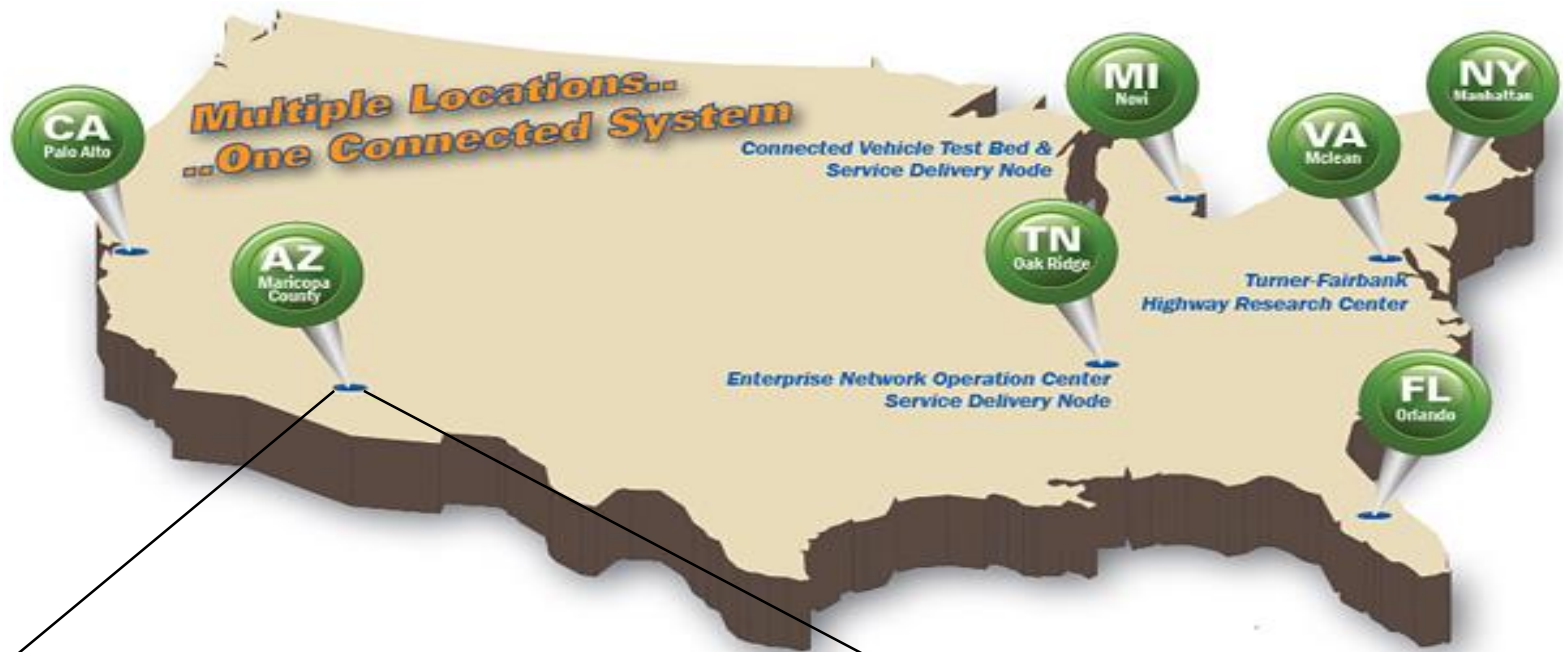 Multiple Locations..
..One Connected System
CA
Palo Alto
AZ
Maricopa
County
Connected Vehicle Test Bed &
Service Delivery Node
MI
Novi
NY
Manhattan
VA
Mclean
TN
Oak Ridge
Turner-Fairbank
Highway Research Center
Enterprise Network Operation Center
Service Delivery Node
FL
Orlando